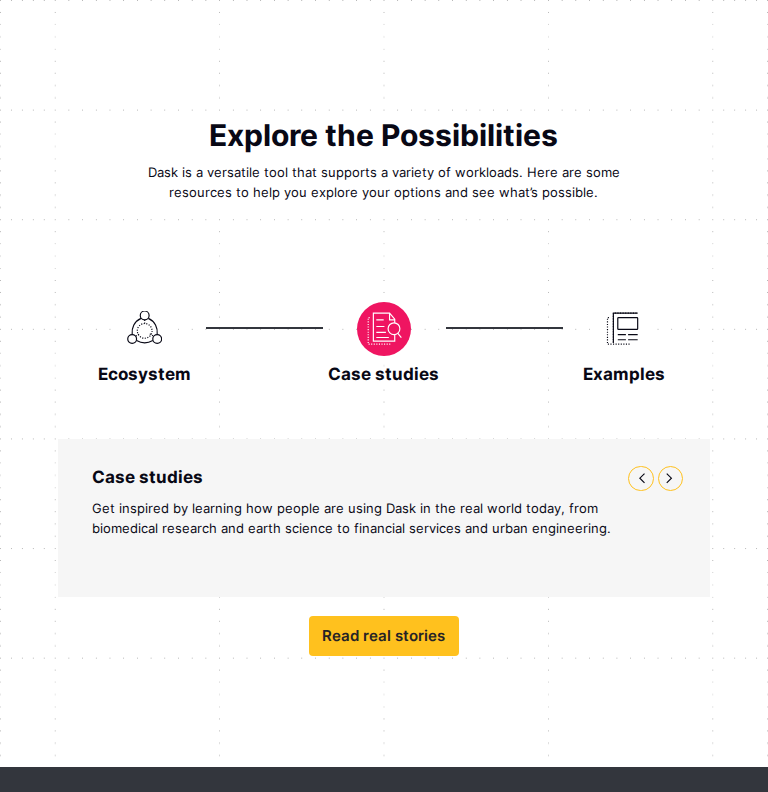 Explore the Possibilities
Dask is a versatile tool that supports a variety of workloads. Here are some
resources to help you explore your options and see what’s possible.
Ecosystem
Case studies
Examples
Case studies
Get inspired by learning how people are using Dask in the real world today, from
biomedical research and earth science to financial services and urban engineering.
Read real stories